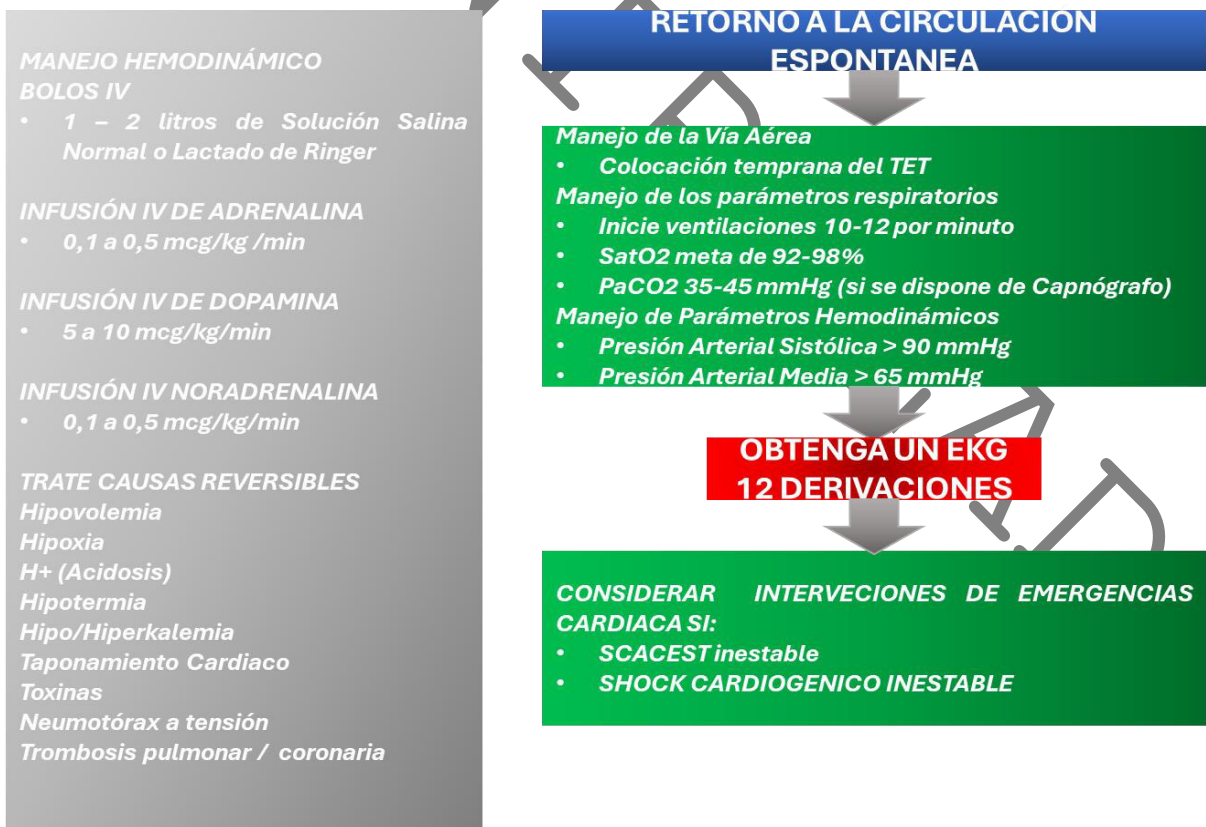 MANEJO HEMODINÁMICO
BOLOS IV
• 1 – 2 litros de Solución Salina
Normal o Lactado de Ringer
INFUSIÓN IV DE ADRENALINA
• 0,1 a 0,5 mcg/kg /min
INFUSIÓN IV DE DOPAMINA
• 5 a 10 mcg/kg/min
INFUSIÓN IV NORADRENALINA
• 0,1 a 0,5 mcg/kg/min
TRATE CAUSAS REVERSIBLES
Hipovolemia
Hipoxia
H+ (Acidosis)
Hipotermia
Hipo/Hiperkalemia
Taponamiento Cardiaco
Toxinas
Neumotórax a tensión
Trombosis pulmonar / coronaria
RETORNO A LA CIRCULACIÓN
ESPONTANEA
Manejo de la Vía Aérea
• Colocación temprana del TET
Manejo de los parámetros respiratorios
• Inicie ventilaciones 10-12 por minuto
• SatO2 meta de 92-98%
• PaCO2 35-45 mmHg (si se dispone de Capnógrafo)
Manejo de Parámetros Hemodinámicos
• Presión Arterial Sistólica > 90 mmHg
• Presión Arterial Media > 65 mmHg
OBTENGA UN EKG
12 DERIVACIONES
CONSIDERAR INTERVECIONES DE EMERGENCIAS
CARDIACA SI:
• SCACEST inestable
• SHOCK CARDIOGENICO INESTABLE